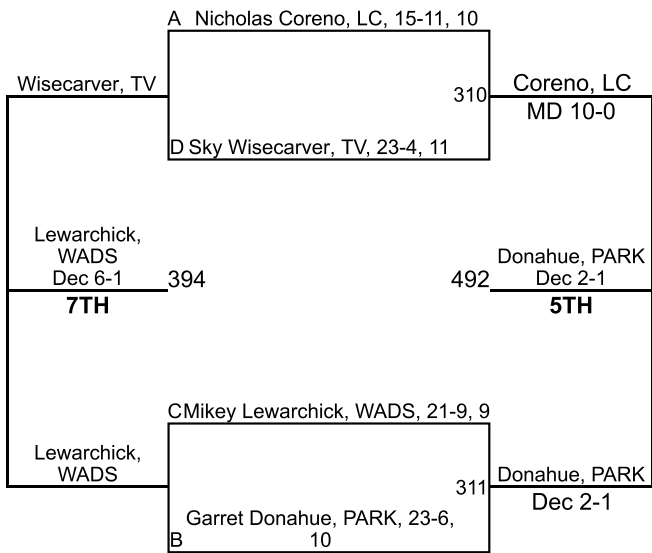 A Nicholas Coreno, LC, 15-11, 10
Wisecarver, TV
310
Coreno, LC
MD 10-0
D Sky Wisecarver, TV, 23-4, 11
Lewarchick,
WADS
Dec 6-1
7TH
394
492
Donahue, PARK
Dec 2-1
5TH
C Mikey Lewarchick, WADS, 21-9, 9
Lewarchick,
WADS
311
Donahue, PARK
Dec 2-1
Garret Donahue, PARK, 23-6,
B 10